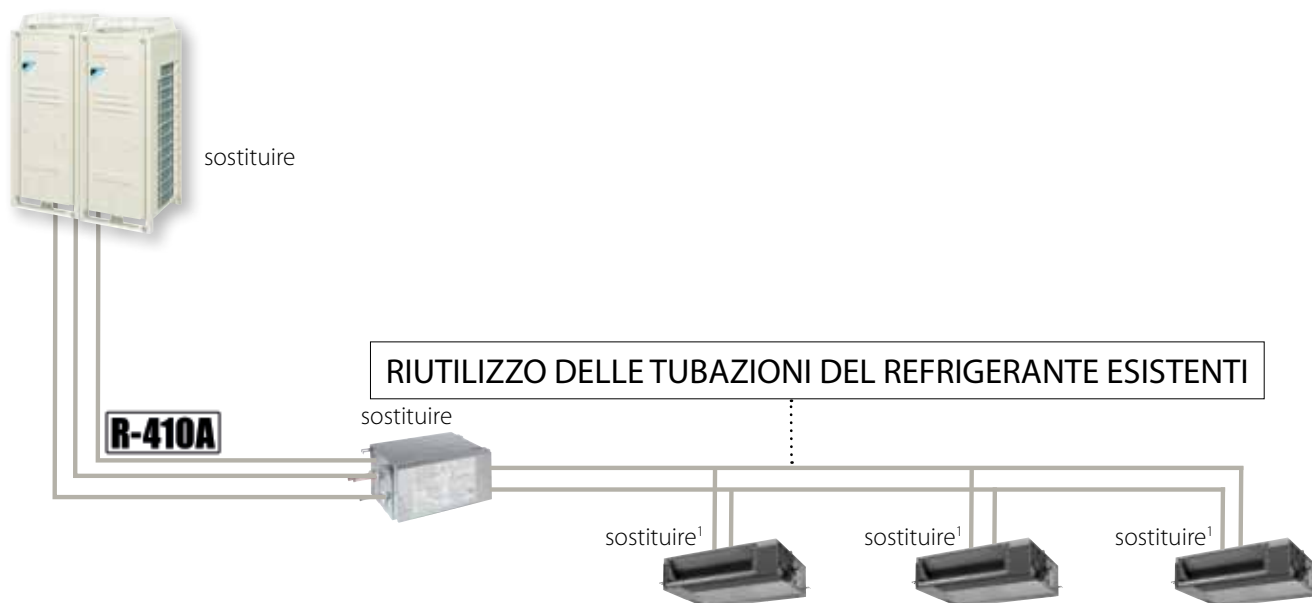 sostituire
RIUTILIZZO DELLE TUBAZIONI DEL REFRIGERANTE ESISTENTI
sostituire
R-410A
sostituire¹
sostituire¹
sostituire¹